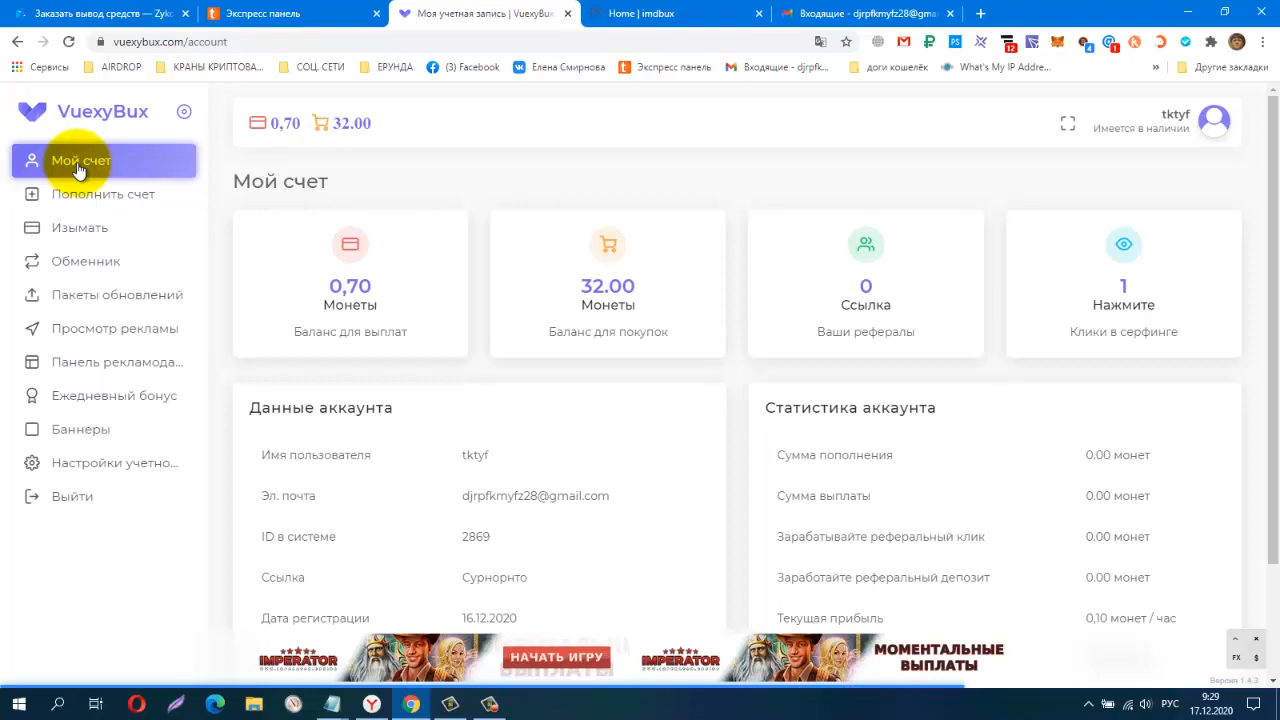 Заказать вывод средств — Zyk
Экспресс панель
Моя учетная запись | VuexyBux.
Home | imdbux
Входящие - djrpfkmyfz28@gma
vuexybux.com/account
Сервисы
AIRDROP
КРАНЫ КРИПТОВА...
СОЦ. СЕТИ
ЕРУНДА
(3) Facebook
Елена Смирнова
Экспресс панель
Входящие - djrpfk...
доги кошелёк
What's My IP Addre...
»
Другие закладки
VuexyBux
0,70 32.00
tktyf
Имеется в наличии
Мой счет
Пополнить счет
Изымать
Обменник
Пакеты обновлений
Просмотр рекламы
Панель рекламода...
Ежедневный бонус
Баннеры
Настройки учетно...
Выйти
Мой счет
0,70
Монеты
Баланс для выплат
32.00
Монеты
Баланс для покупок
0
Ссылка
Ваши рефералы
1
Нажмите
Клики в серфинге
Данные аккаунта
Имя пользователя tktyf
Эл. почта djrpfkmyfz28@gmail.com
ID в системе 2869
Ссылка Сурнорнто
Дата регистрации 16.12.2020
Статистика аккаунта
Сумма пополнения 0.00 монет
Сумма выплаты 0.00 монет
Зарабатывайте реферальный клик 0.00 монет
Заработайте реферальный депозит 0.00 монет
Текущая прибыль 0,10 монет / час
IMPERATOR
НАЧАТЬ ИГРУ
IMPERATOR
МОМЕНТАЛЬНЫЕ
ВЫПЛАТЫ
FX $
Версия 1.4.3
РУС
9:29
17.12.2020